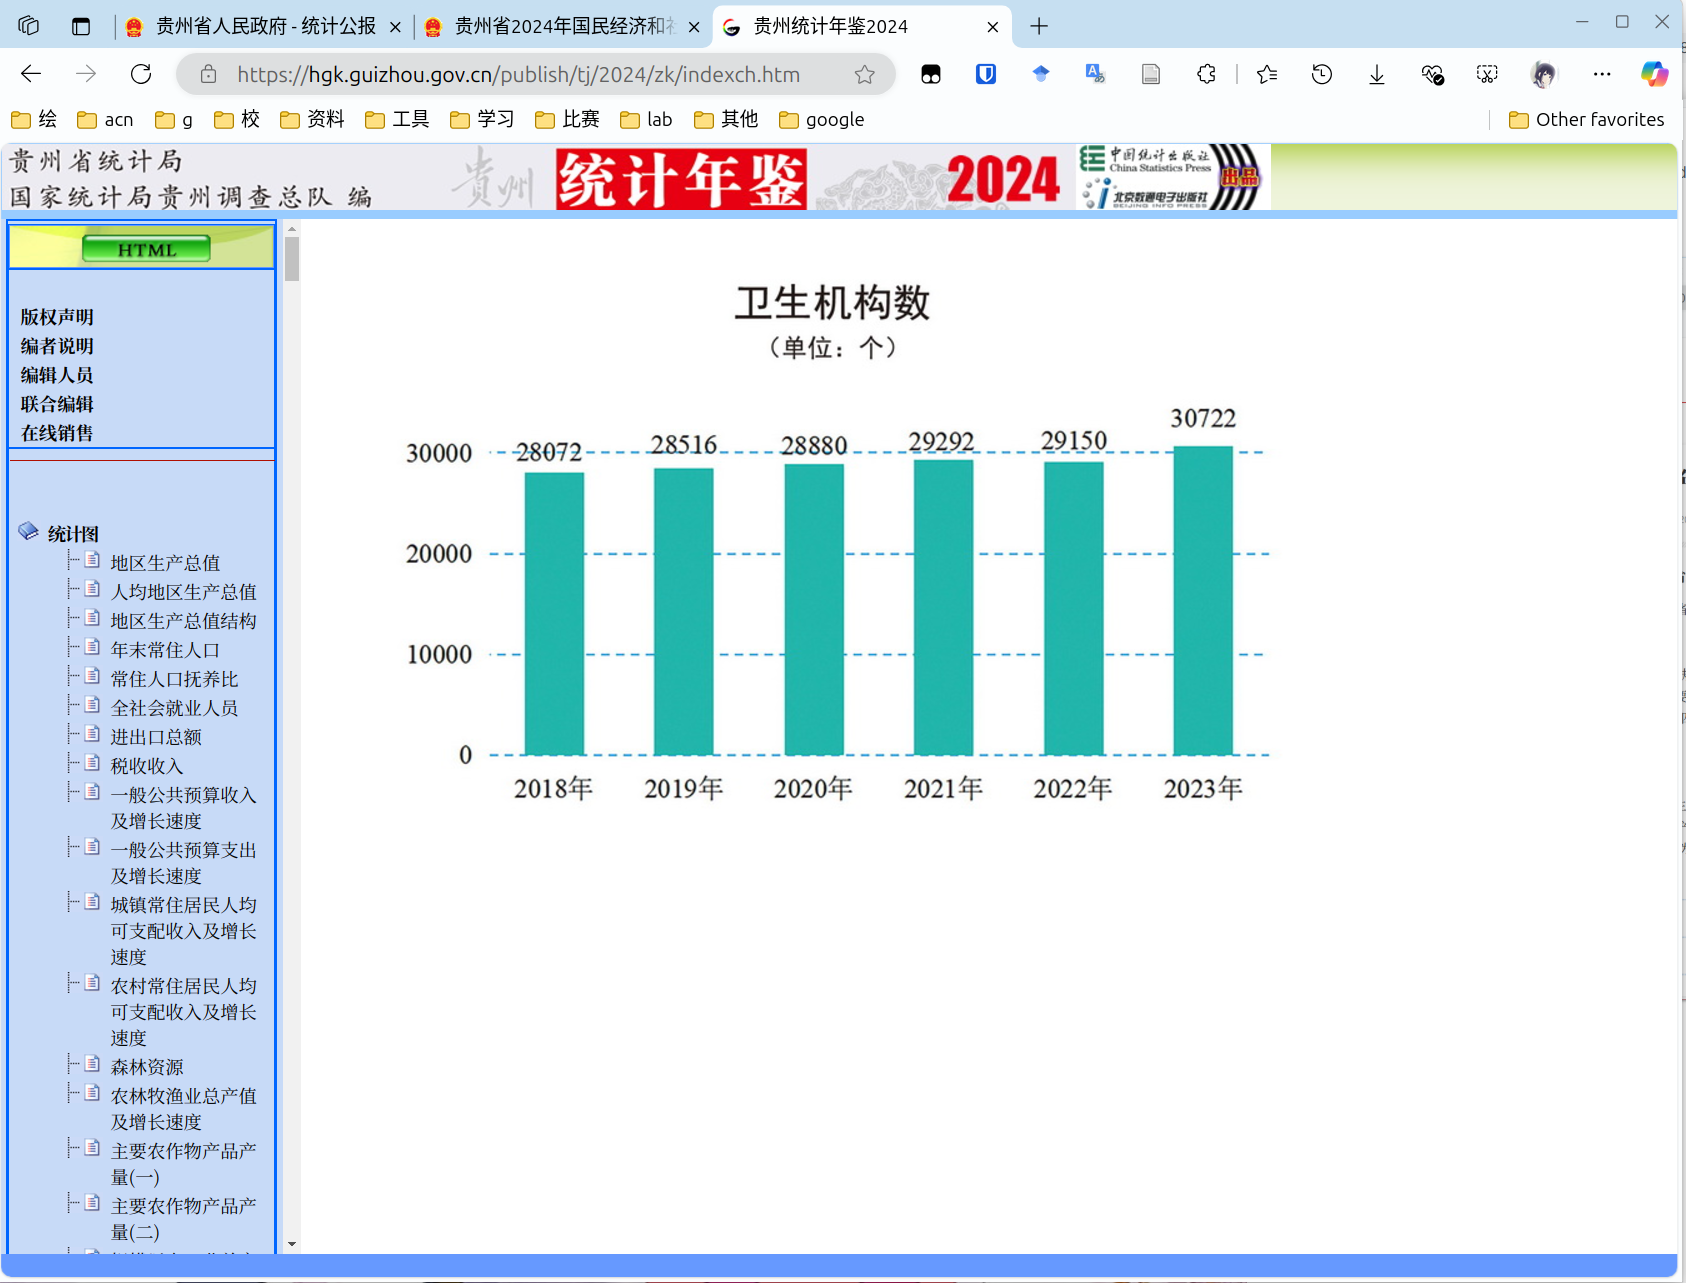 贵州省人民政府 - 统计公报
贵州省2024年国民经济和
贵州统计年鉴2024
https://hgk.guizhou.gov.cn/publish/tj/2024/zk/indexch.htm
绘 acn g 校 资料 工具 学习 比赛 lab 其他 google
Other favorites
贵州省统计局
国家统计局贵州调查总队 编
贵州
统计年鉴
2024
中国统计出版社
China Statistics Press
北京数通电子出版社
BEIJING INFO PRESS
出品
HTML
版权声明
编者说明
编辑人员
联合编辑
在线销售
统计图
地区生产总值
人均地区生产总值
地区生产总值结构
年末常住人口
常住人口抚养比
全社会就业人员
进出口总额
税收收入
一般公共预算收入
及增长速度
一般公共预算支出
及增长速度
城镇常住居民人均
可支配收入及增长
速度
农村常住居民人均
可支配收入及增长
速度
森林资源
农林牧渔业总产值
及增长速度
主要农作物产品产
量(一)
主要农作物产品产
量(二)
卫生机构数
（单位：个）
30000
20000
10000
0
28072 28516 28880 29292 29150 30722
2018年 2019年 2020年 2021年 2022年 2023年